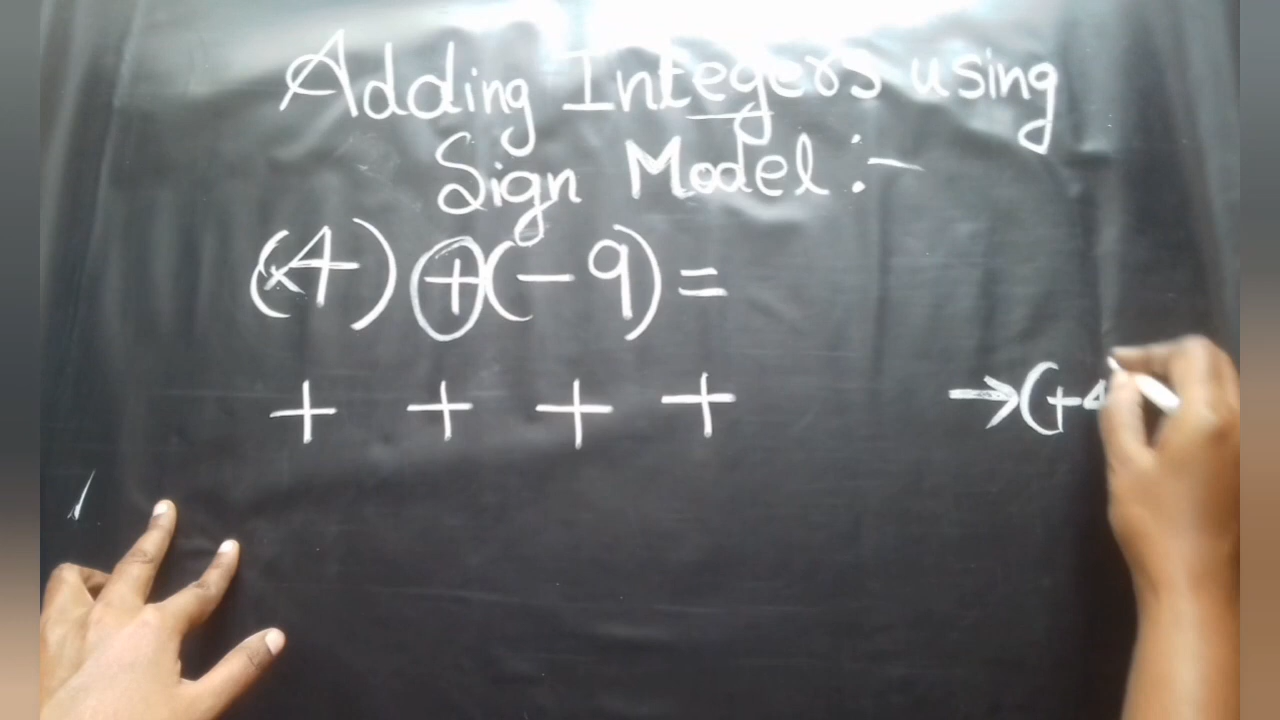 Adding Integers using
Sign Model :-
(+4) + (-9) =
+ + + + → (+4